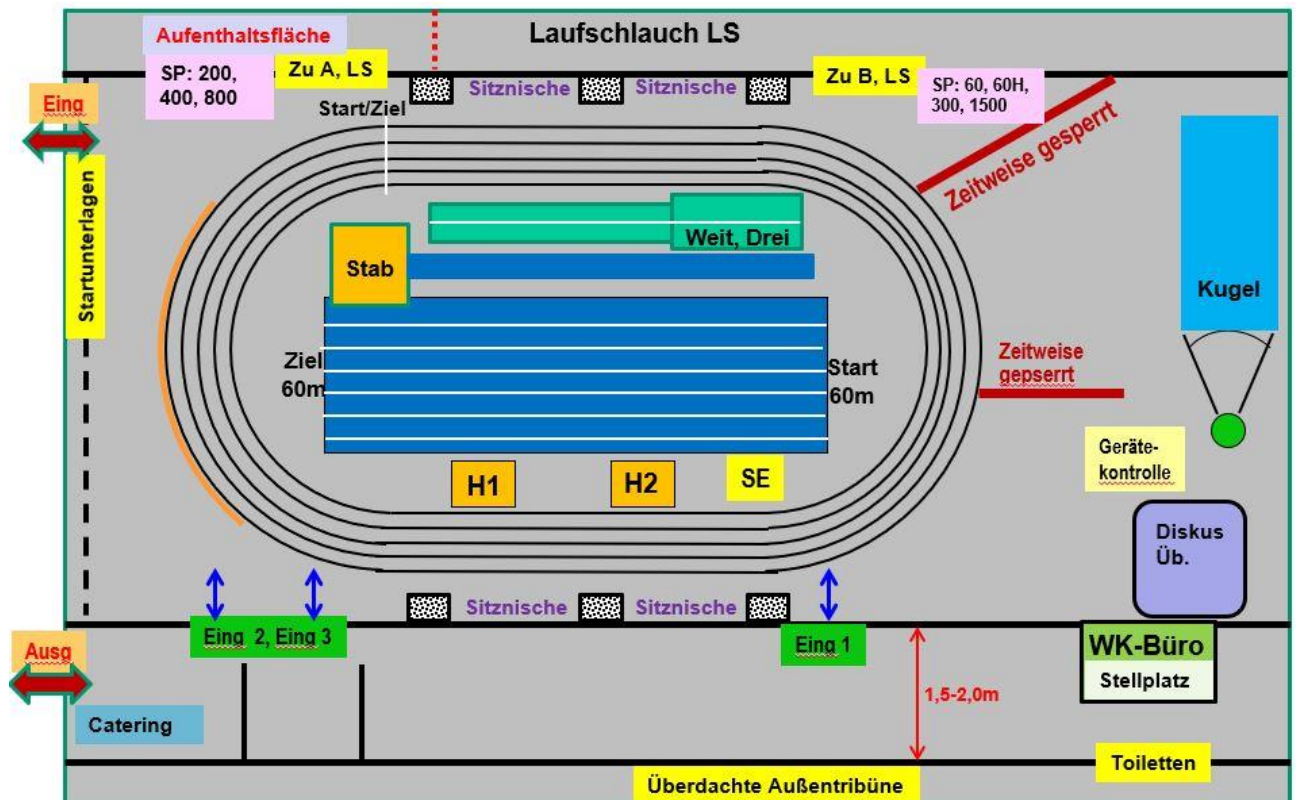 Aufenthaltsfläche
Laufschlauch LS
SP: 200,
400, 800
Zu A, LS
Sitznische
Sitznische
Zu B, LS
SP: 60, 60H,
300, 1500
Eing
Start/Ziel
Zeitweise gesperrt
Startunterlagen
Weit, Drei
Stab
Kugel
Ziel
60m
Start
60m
Zeitweise
gepserrt
Geräte-
kontrolle
H1
H2
SE
Diskus
Üb.
Sitznische
Sitznische
Eing 2, Eing 3
Eing 1
WK-Büro
Stellplatz
Ausg
1,5-2,0m
Catering
Toiletten
Überdachte Außentribüne